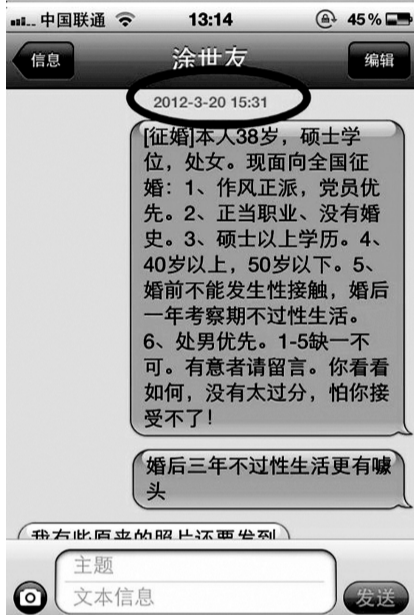 中国联通 13:14 45%
信息 涂世友 编辑
2012-3-20 15:31
[征婚]本人38岁，硕士学
位，处女。现面向全国征
婚：1、作风正派，党员优
先。2、正当职业、没有婚
史。3、硕士以上学历。4、
40岁以上，50岁以下。5、
婚前不能发生性接触，婚后
一年考察期不过性生活。
6、处男优先。1-5缺一不
可。有意者请留言。你看看
如何，没有太过分，怕你接
受不了！
婚后三年不过性生活更有噱
头
我有些原来的照片还要发到
主题
文本信息 发送